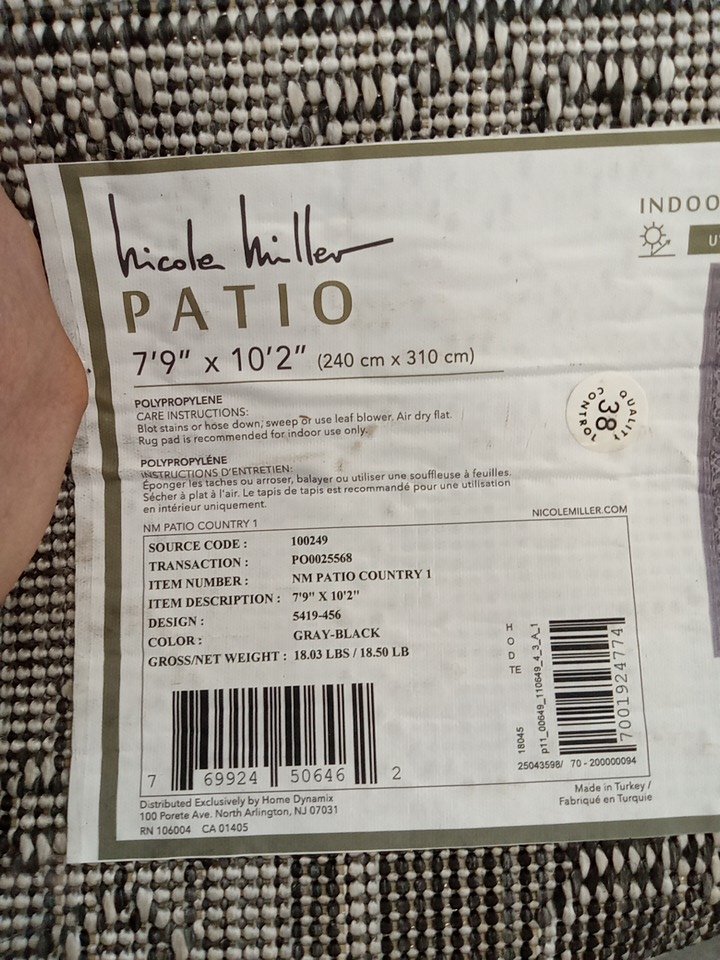 nicole miller
PATIO
7'9" x 10'2" (240 cm x 310 cm)
POLYPROPYLENE
CARE INSTRUCTIONS:
Blot stains or hose down, sweep or use leaf blower. Air dry flat.
Rug pad is recommended for indoor use only.
POLYPROPYLÉNE
INSTRUCTIONS D'ENTRETIEN:
Éponger les taches ou arroser, balayer ou utiliser une souffleuse à feuilles.
Sécher à plat à l'air. Le tapis de tapis est recommandé pour une utilisation
en intérieur uniquement.
INDOO
QUALITY
38
CONTROL
NM PATIO COUNTRY 1
NICOLEMILLER.COM
SOURCE CODE : 100249
TRANSACTION : PO0025568
ITEM NUMBER : NM PATIO COUNTRY 1
ITEM DESCRIPTION : 7'9" X 10'2"
DESIGN : 5419-456
COLOR : GRAY-BLACK
GROSS/NET WEIGHT : 18.03 LBS / 18.50 LB
7 69924 50646 2
H
O
D
TE
18045
p11_00649_110649_4_3_A_1
7001924774
25043598/ 70 - 200000094
Distributed Exclusively by Home Dynamix
100 Porete Ave. North Arlington, NJ 07031
RN 106004 CA 01405
Made in Turkey /
Fabriqué en Turquie